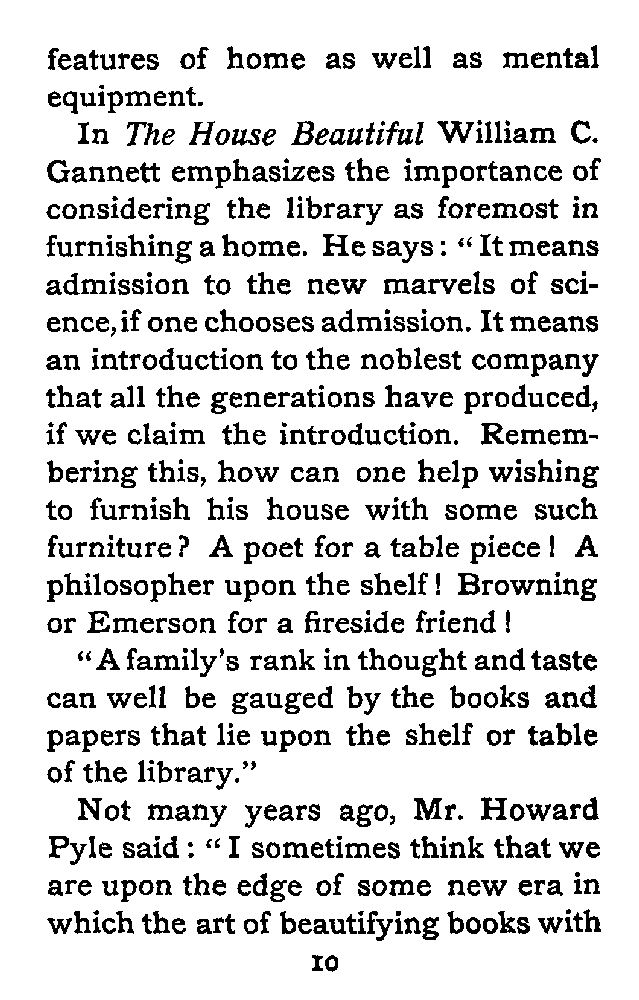 features of home as well as mental
equipment.
In The House Beautiful William C.
Gannett emphasizes the importance of
considering the library as foremost in
furnishing a home. He says: “It means
admission to the new marvels of sci-
ence, if one chooses admission. It means
an introduction to the noblest company
that all the generations have produced,
if we claim the introduction. Remem-
bering this, how can one help wishing
to furnish his house with some such
furniture? A poet for a table piece! A
philosopher upon the shelf! Browning
or Emerson for a fireside friend!
“A family’s rank in thought and taste
can well be gauged by the books and
papers that lie upon the shelf or table
of the library.”
Not many years ago, Mr. Howard
Pyle said: “I sometimes think that we
are upon the edge of some new era in
which the art of beautifying books with
10